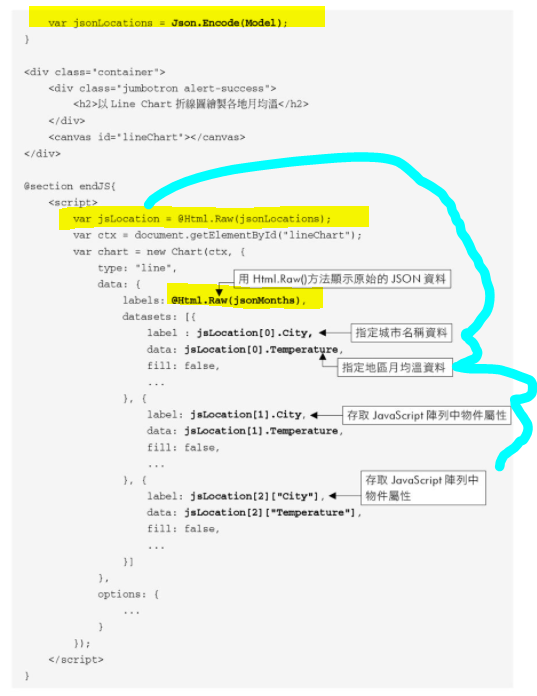 var jsonLocations = Json.Encode(Model);
}
<div class="container">
<div class="jumbotron alert-success">
<h2>以 Line Chart 折線圖繪製各地月均溫</h2>
</div>
<canvas id="lineChart"></canvas>
</div>
@section endJS{
<script>
var jsLocation = @Html.Raw(jsonLocations);
var ctx = document.getElementById("lineChart");
var chart = new Chart(ctx, {
type: "line",
data: {
用 Html.Raw()方法顯示原始的 JSON 資料
labels: @Html.Raw(jsonMonths),
datasets: [{
label : jsLocation[0].City,
指定城市名稱資料
data: jsLocation[0].Temperature,
fill: false,
指定地區月均溫資料
...
}, {
label: jsLocation[1].City,
存取 JavaScript 陣列中物件屬性
data: jsLocation[1].Temperature,
fill: false,
...
}, {
label: jsLocation[2]["City"],
存取 JavaScript 陣列中
物件屬性
data: jsLocation[2]["Temperature"],
fill: false,
...
}]
},
options: {
...
}
});
</script>
}